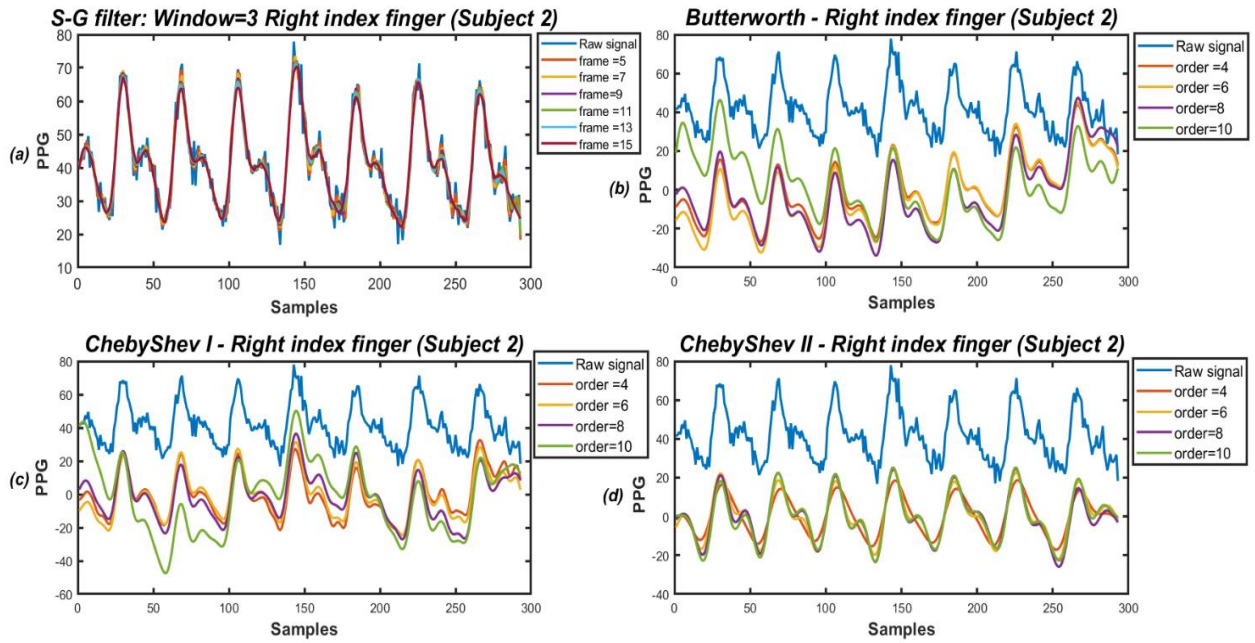 S-G filter: Window=3 Right index finger (Subject 2)
80
70
60
50
40
30
20
10
(a)
PPG
0
50
100
150
200
250
300
Samples
Raw signal
frame =5
frame =7
frame=9
frame =11
frame =13
frame =15
Butterworth - Right index finger (Subject 2)
80
60
40
20
0
-20
-40
(b)
PPG
0
50
100
150
200
250
300
Samples
Raw signal
order =4
order =6
order=8
order=10
ChebyShev I - Right index finger (Subject 2)
80
60
40
20
0
-20
-40
-60
(c)
PPG
0
50
100
150
200
250
300
Samples
Raw signal
order =4
order =6
order=8
order=10
ChebyShev II - Right index finger (Subject 2)
80
60
40
20
0
-20
-40
(d)
PPG
0
50
100
150
200
250
300
Samples
Raw signal
order =4
order =6
order=8
order=10